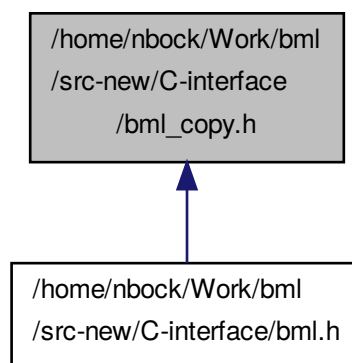 /home/nbock/Work/bml
/src-new/C-interface
/bml_copy.h
/home/nbock/Work/bml
/src-new/C-interface/bml.h